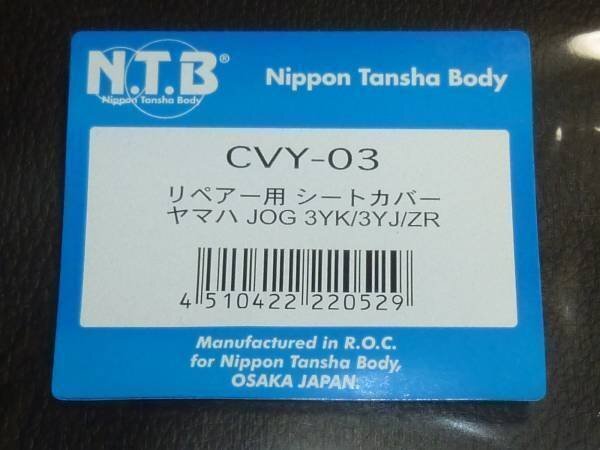 N.T.B®
Nippon Tansha Body
Nippon Tansha Body
CVY-03
リペアー用 シートカバー
ヤマハ JOG 3YK/3YJ/ZR
4 510422 220529
Manufactured in R.O.C.
for Nippon Tansha Body,
OSAKA JAPAN.